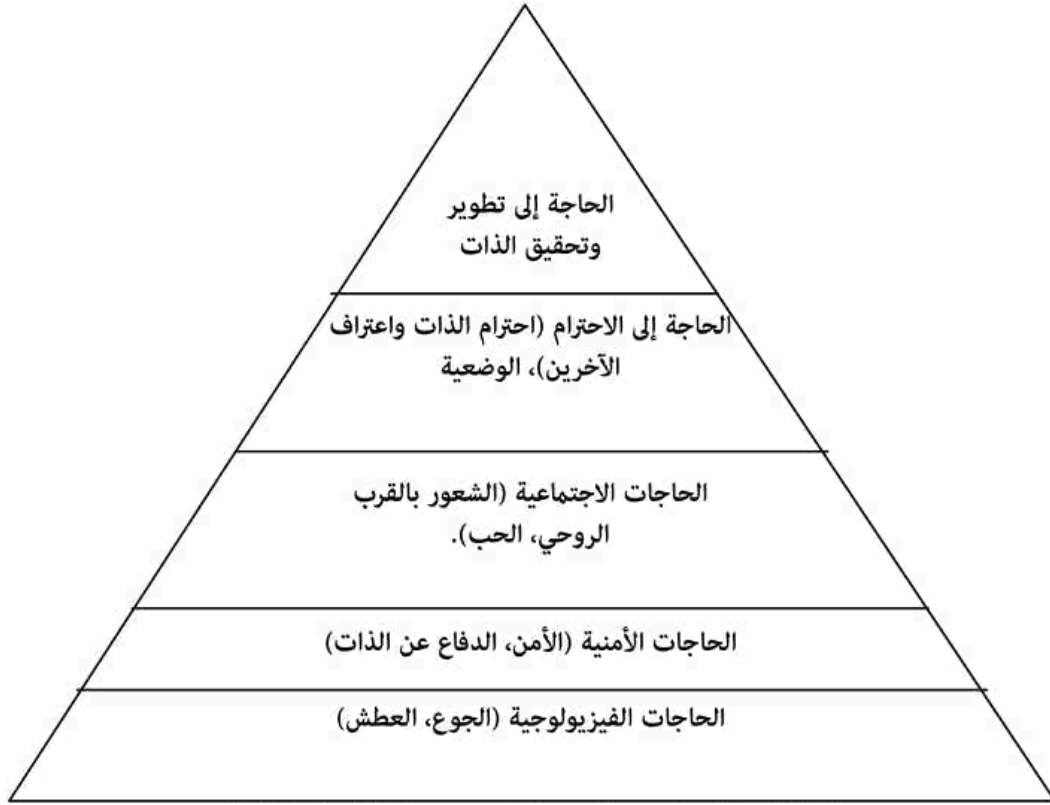 الحاجة إلى تطوير
وتحقيق الذات
الحاجة إلى الاحترام (احترام الذات واعتراف
الآخرين)، الوضعية
الحاجات الاجتماعية (الشعور بالقرب
الروحي، الحب).
الحاجات الأمنية (الأمن، الدفاع عن الذات)
الحاجات الفيزيولوجية (الجوع، العطش)